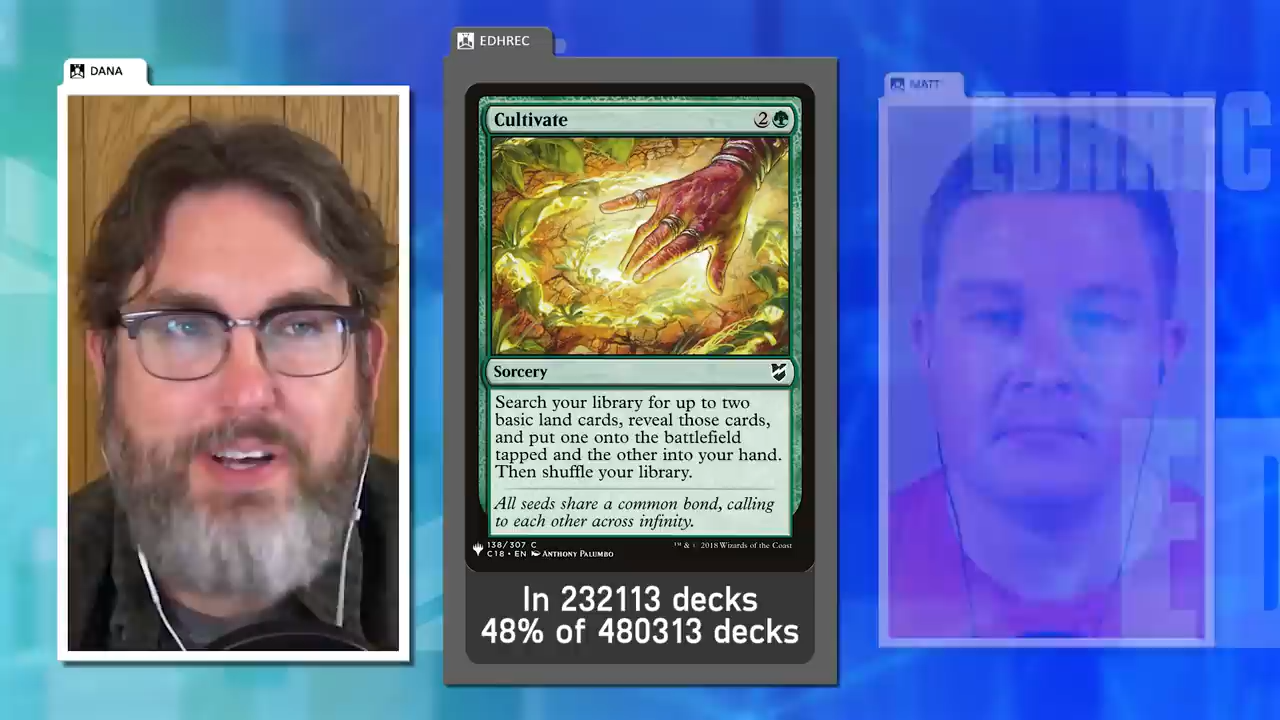 DANA
EDHREC
Cultivate 2
Sorcery
Search your library for up to two
basic land cards, reveal those cards,
and put one onto the battlefield
tapped and the other into your hand.
Then shuffle your library.
All seeds share a common bond, calling
to each other across infinity.
138/307 C
C18 • EN ANTHONY PALUMBO
™ & © 2018 Wizards of the Coast
In 232113 decks
48% of 480313 decks
MATT
EDHREC
ED